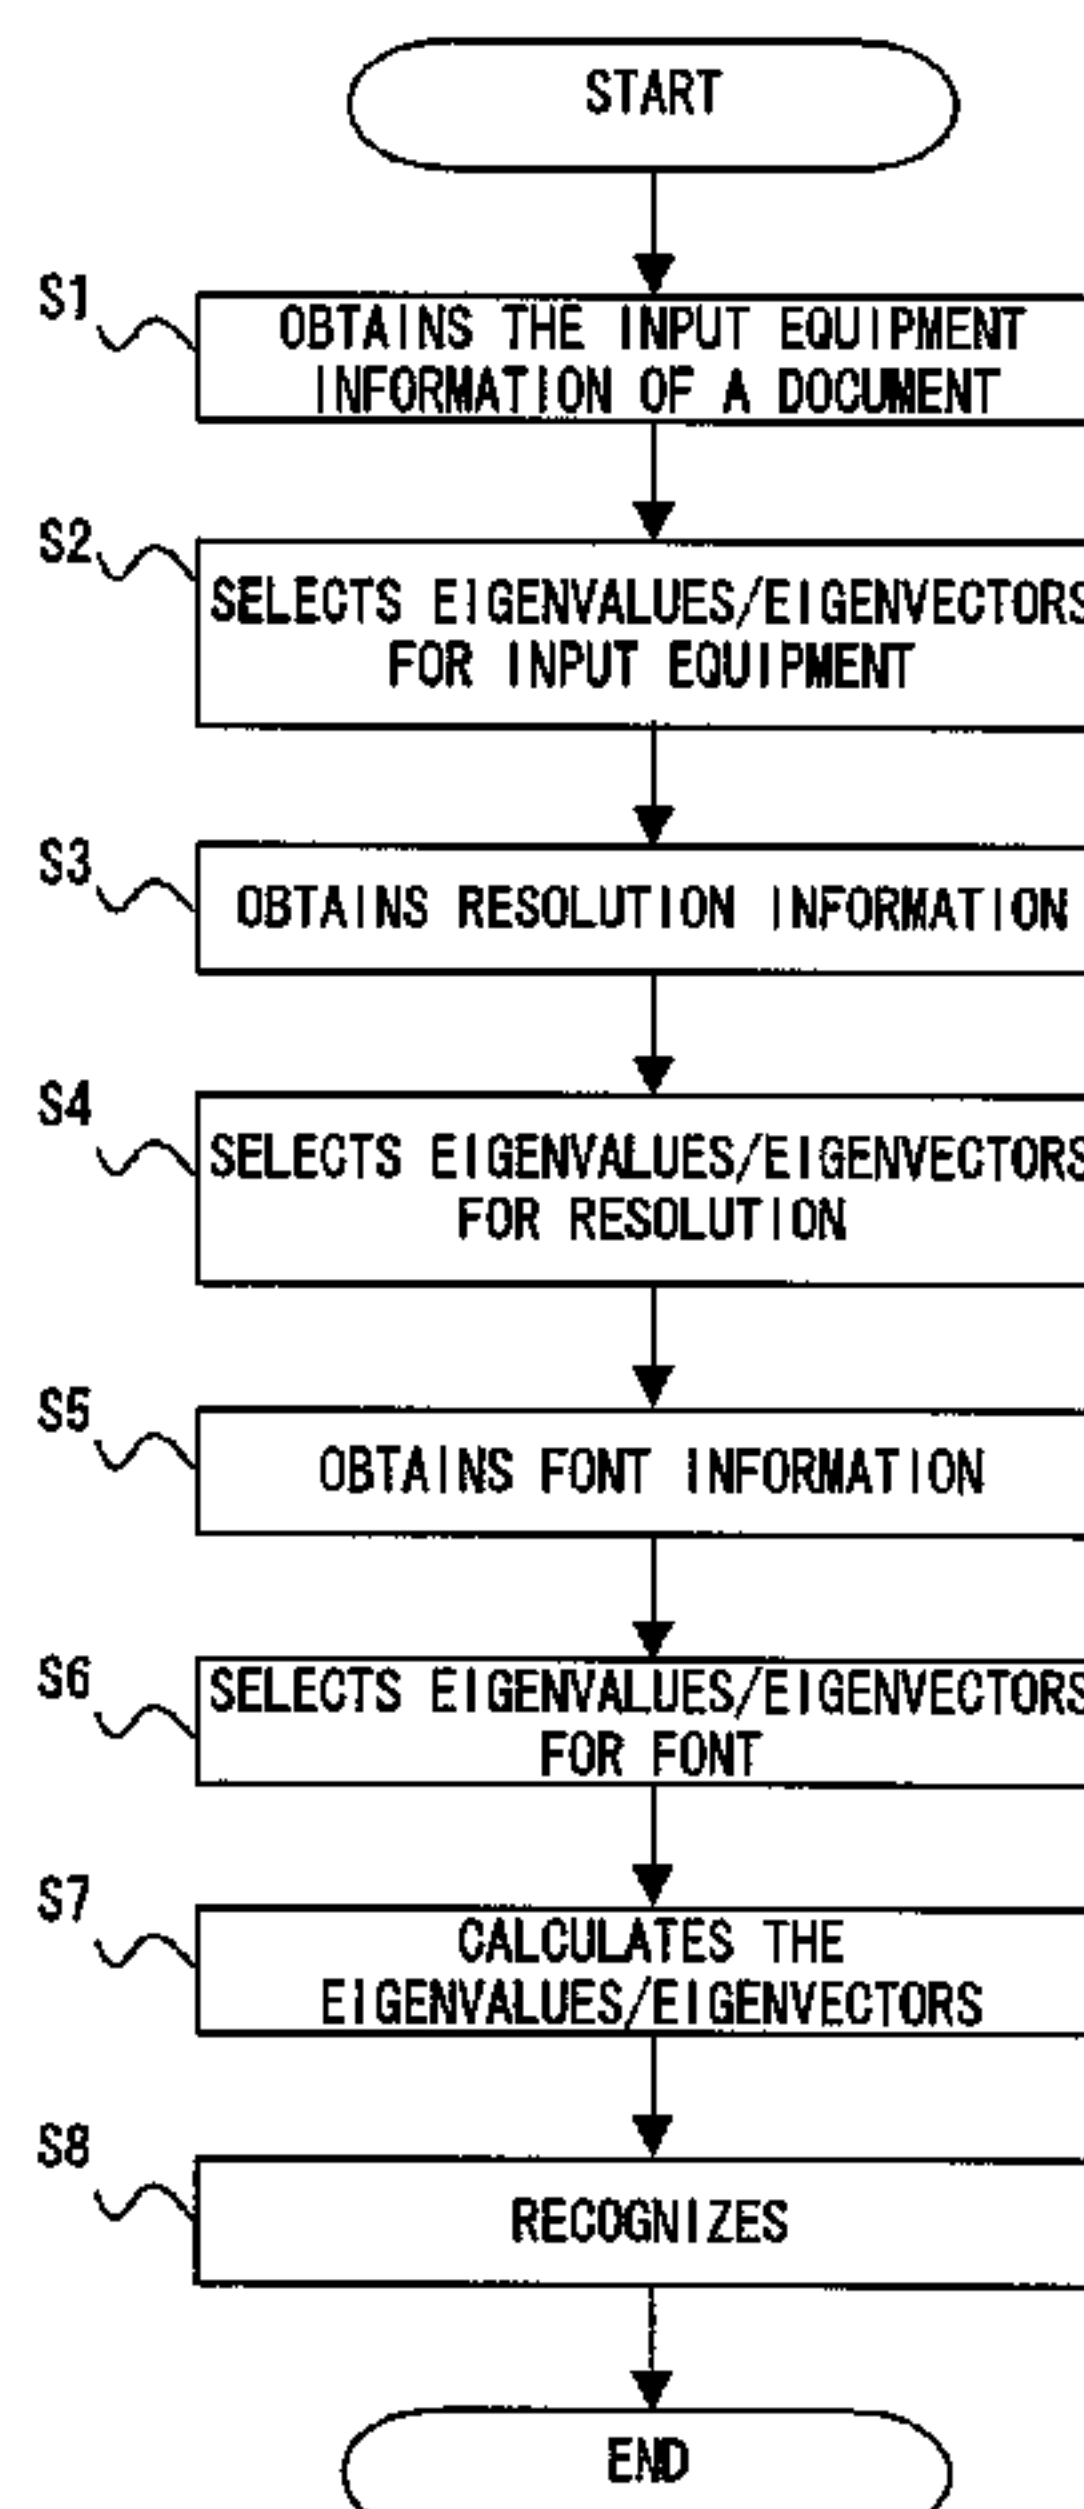 START
S1
OBTAINS THE INPUT EQUIPMENT
INFORMATION OF A DOCUMENT
S2
SELECTS EIGENVALUES/EIGENVECTORS
FOR INPUT EQUIPMENT
S3
OBTAINS RESOLUTION INFORMATION
S4
SELECTS EIGENVALUES/EIGENVECTORS
FOR RESOLUTION
S5
OBTAINS FONT INFORMATION
S6
SELECTS EIGENVALUES/EIGENVECTORS
FOR FONT
S7
CALCULATES THE
EIGENVALUES/EIGENVECTORS
S8
RECOGNIZES
END